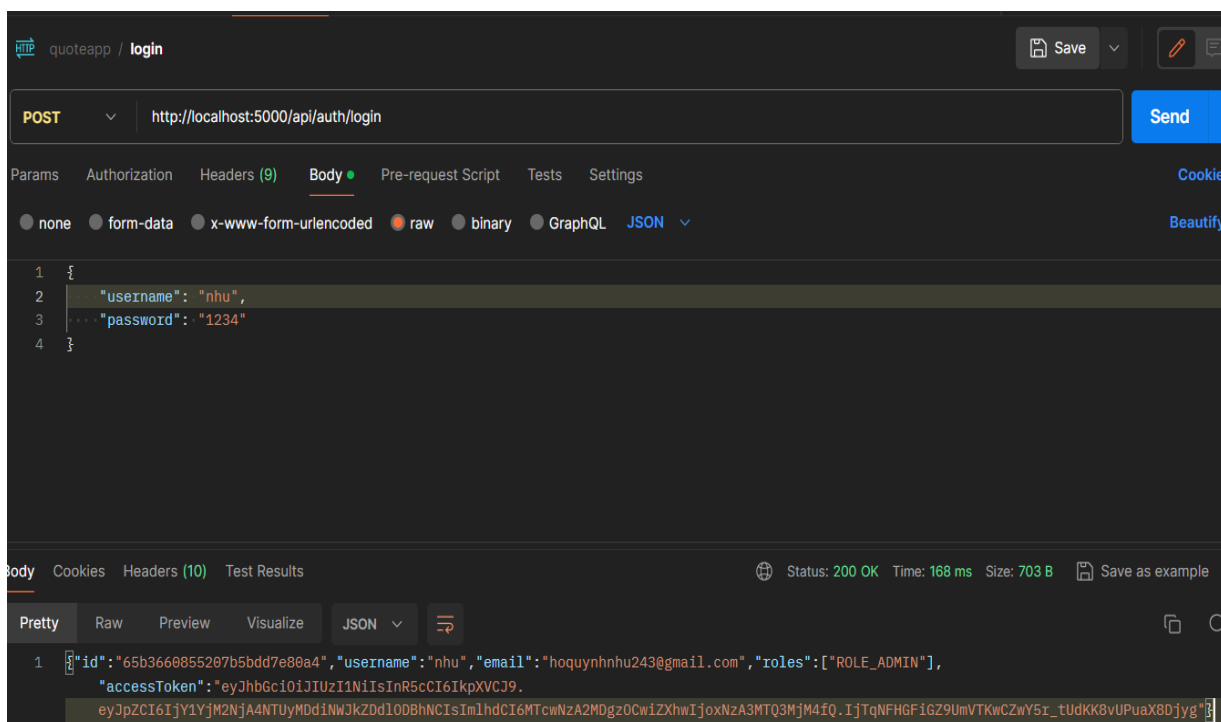 HTTP quoteapp / login Save
POST http://localhost:5000/api/auth/login Send
Params Authorization Headers (9) Body Pre-request Script Tests Settings Cookie
none form-data x-www-form-urlencoded raw binary GraphQL JSON Beautify
1 {
2 "username": "nhu",
3 "password": "1234"
4 }
Body Cookies Headers (10) Test Results Status: 200 OK Time: 168 ms Size: 703 B Save as example
Pretty Raw Preview Visualize JSON
1 {"id":"65b3660855207b5bdd7e80a4","username":"nhu","email":"hoquynhnhu243@gmail.com","roles":["ROLE_ADMIN"],
"accessToken":"eyJhbGciOiJIUzI1NiIsInR5cCI6IkpXVCJ9.
eyJpZCI6IjY1YjM2NjA4NTUyMDdiNWJkZDdlODBhNCIsImlhdCI6MTcwNzA2MDgzOCwiZXhwIjoxNzA3MTQ3MjM4fQ.IjTqNFHGFiGZ9UmVTKwCZwY5r_tUdKK8vUPuaX8Djyg"}